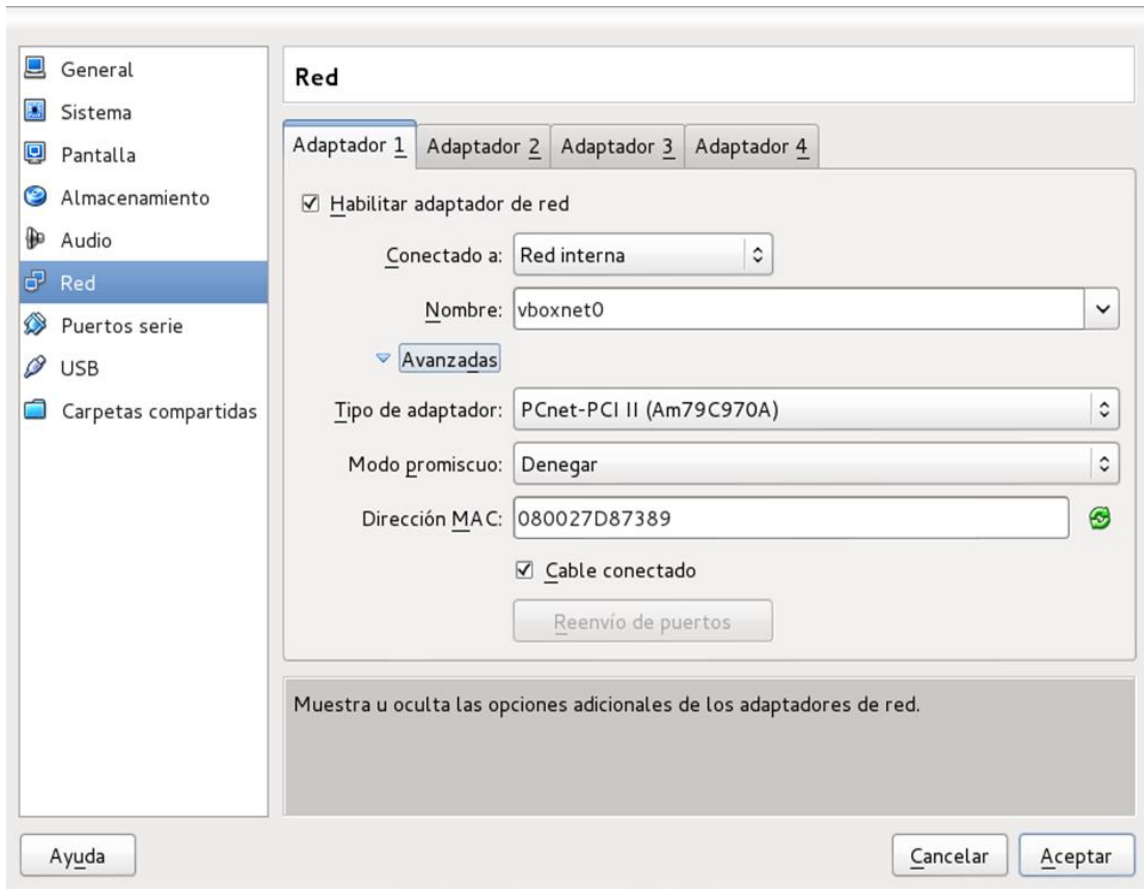 General
Sistema
Pantalla
Almacenamiento
Audio
Red
Puertos serie
USB
Carpetas compartidas
Red
Adaptador 1 Adaptador 2 Adaptador 3 Adaptador 4
Habilitar adaptador de red
Conectado a: Red interna
Nombre: vboxnet0
Avanzadas
Tipo de adaptador: PCnet-PCI II (Am79C970A)
Modo promiscuo: Denegar
Dirección MAC: 080027D87389
Cable conectado
Reenvío de puertos
Muestra u oculta las opciones adicionales de los adaptadores de red.
Ayuda Cancelar Aceptar